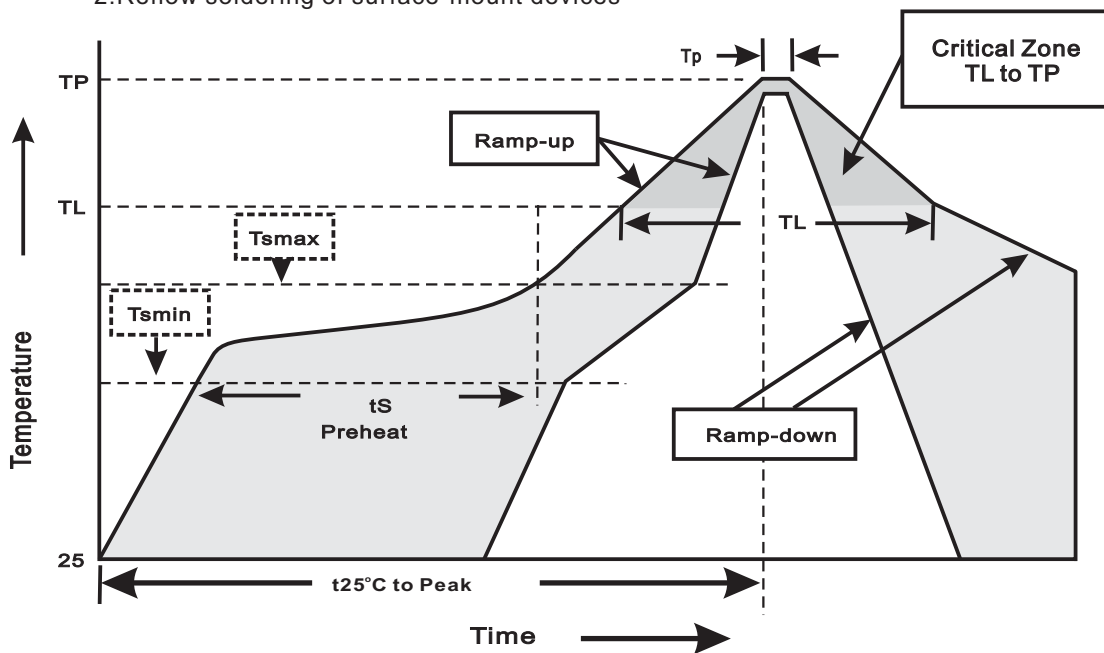 2.Reflow soldering of surface-mount devices
Tp
Critical Zone
TL to TP
TP
Ramp-up
TL
TL
Tsmax
Tsmin
Temperature
tS
Preheat
Ramp-down
25
t25°C to Peak
Time